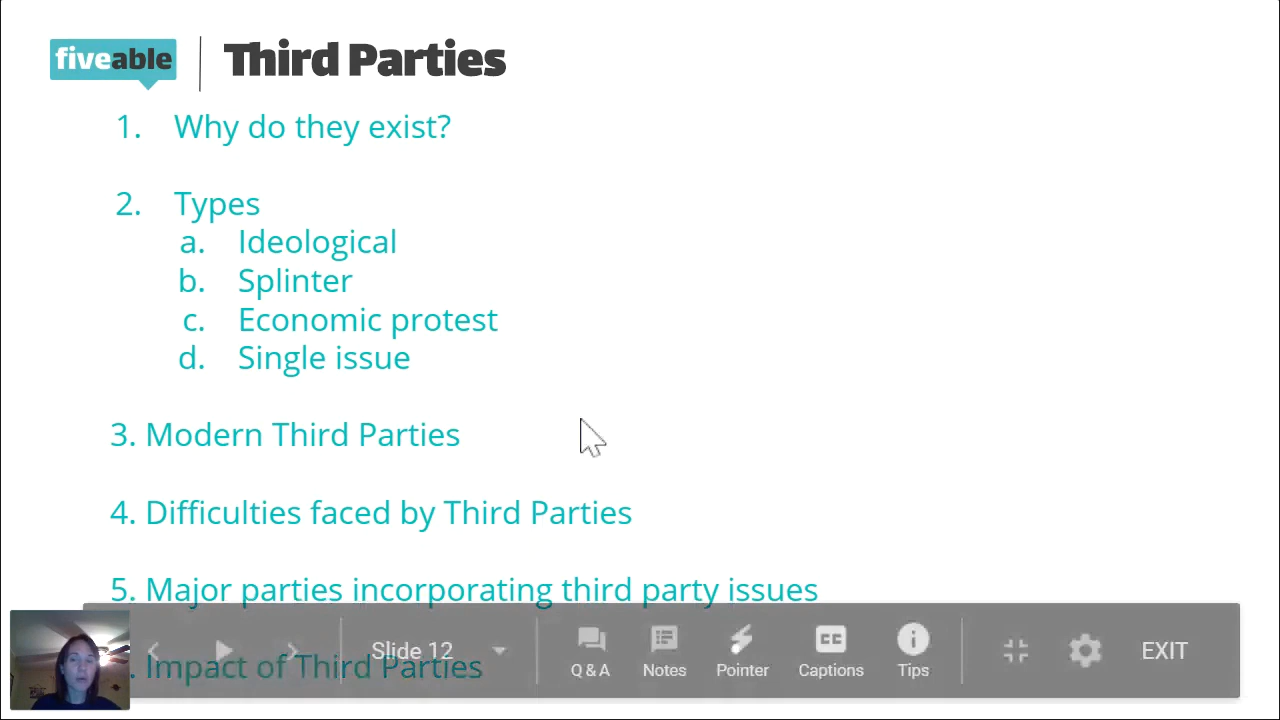 fiveable
Third Parties
1. Why do they exist?
2. Types
a. Ideological
b. Splinter
c. Economic protest
d. Single issue
3. Modern Third Parties
4. Difficulties faced by Third Parties
5. Major parties incorporating third party issues
. Impact of Third Parties
Slide 12
Q & A
Notes
Pointer
CC
Captions
Tips
EXIT